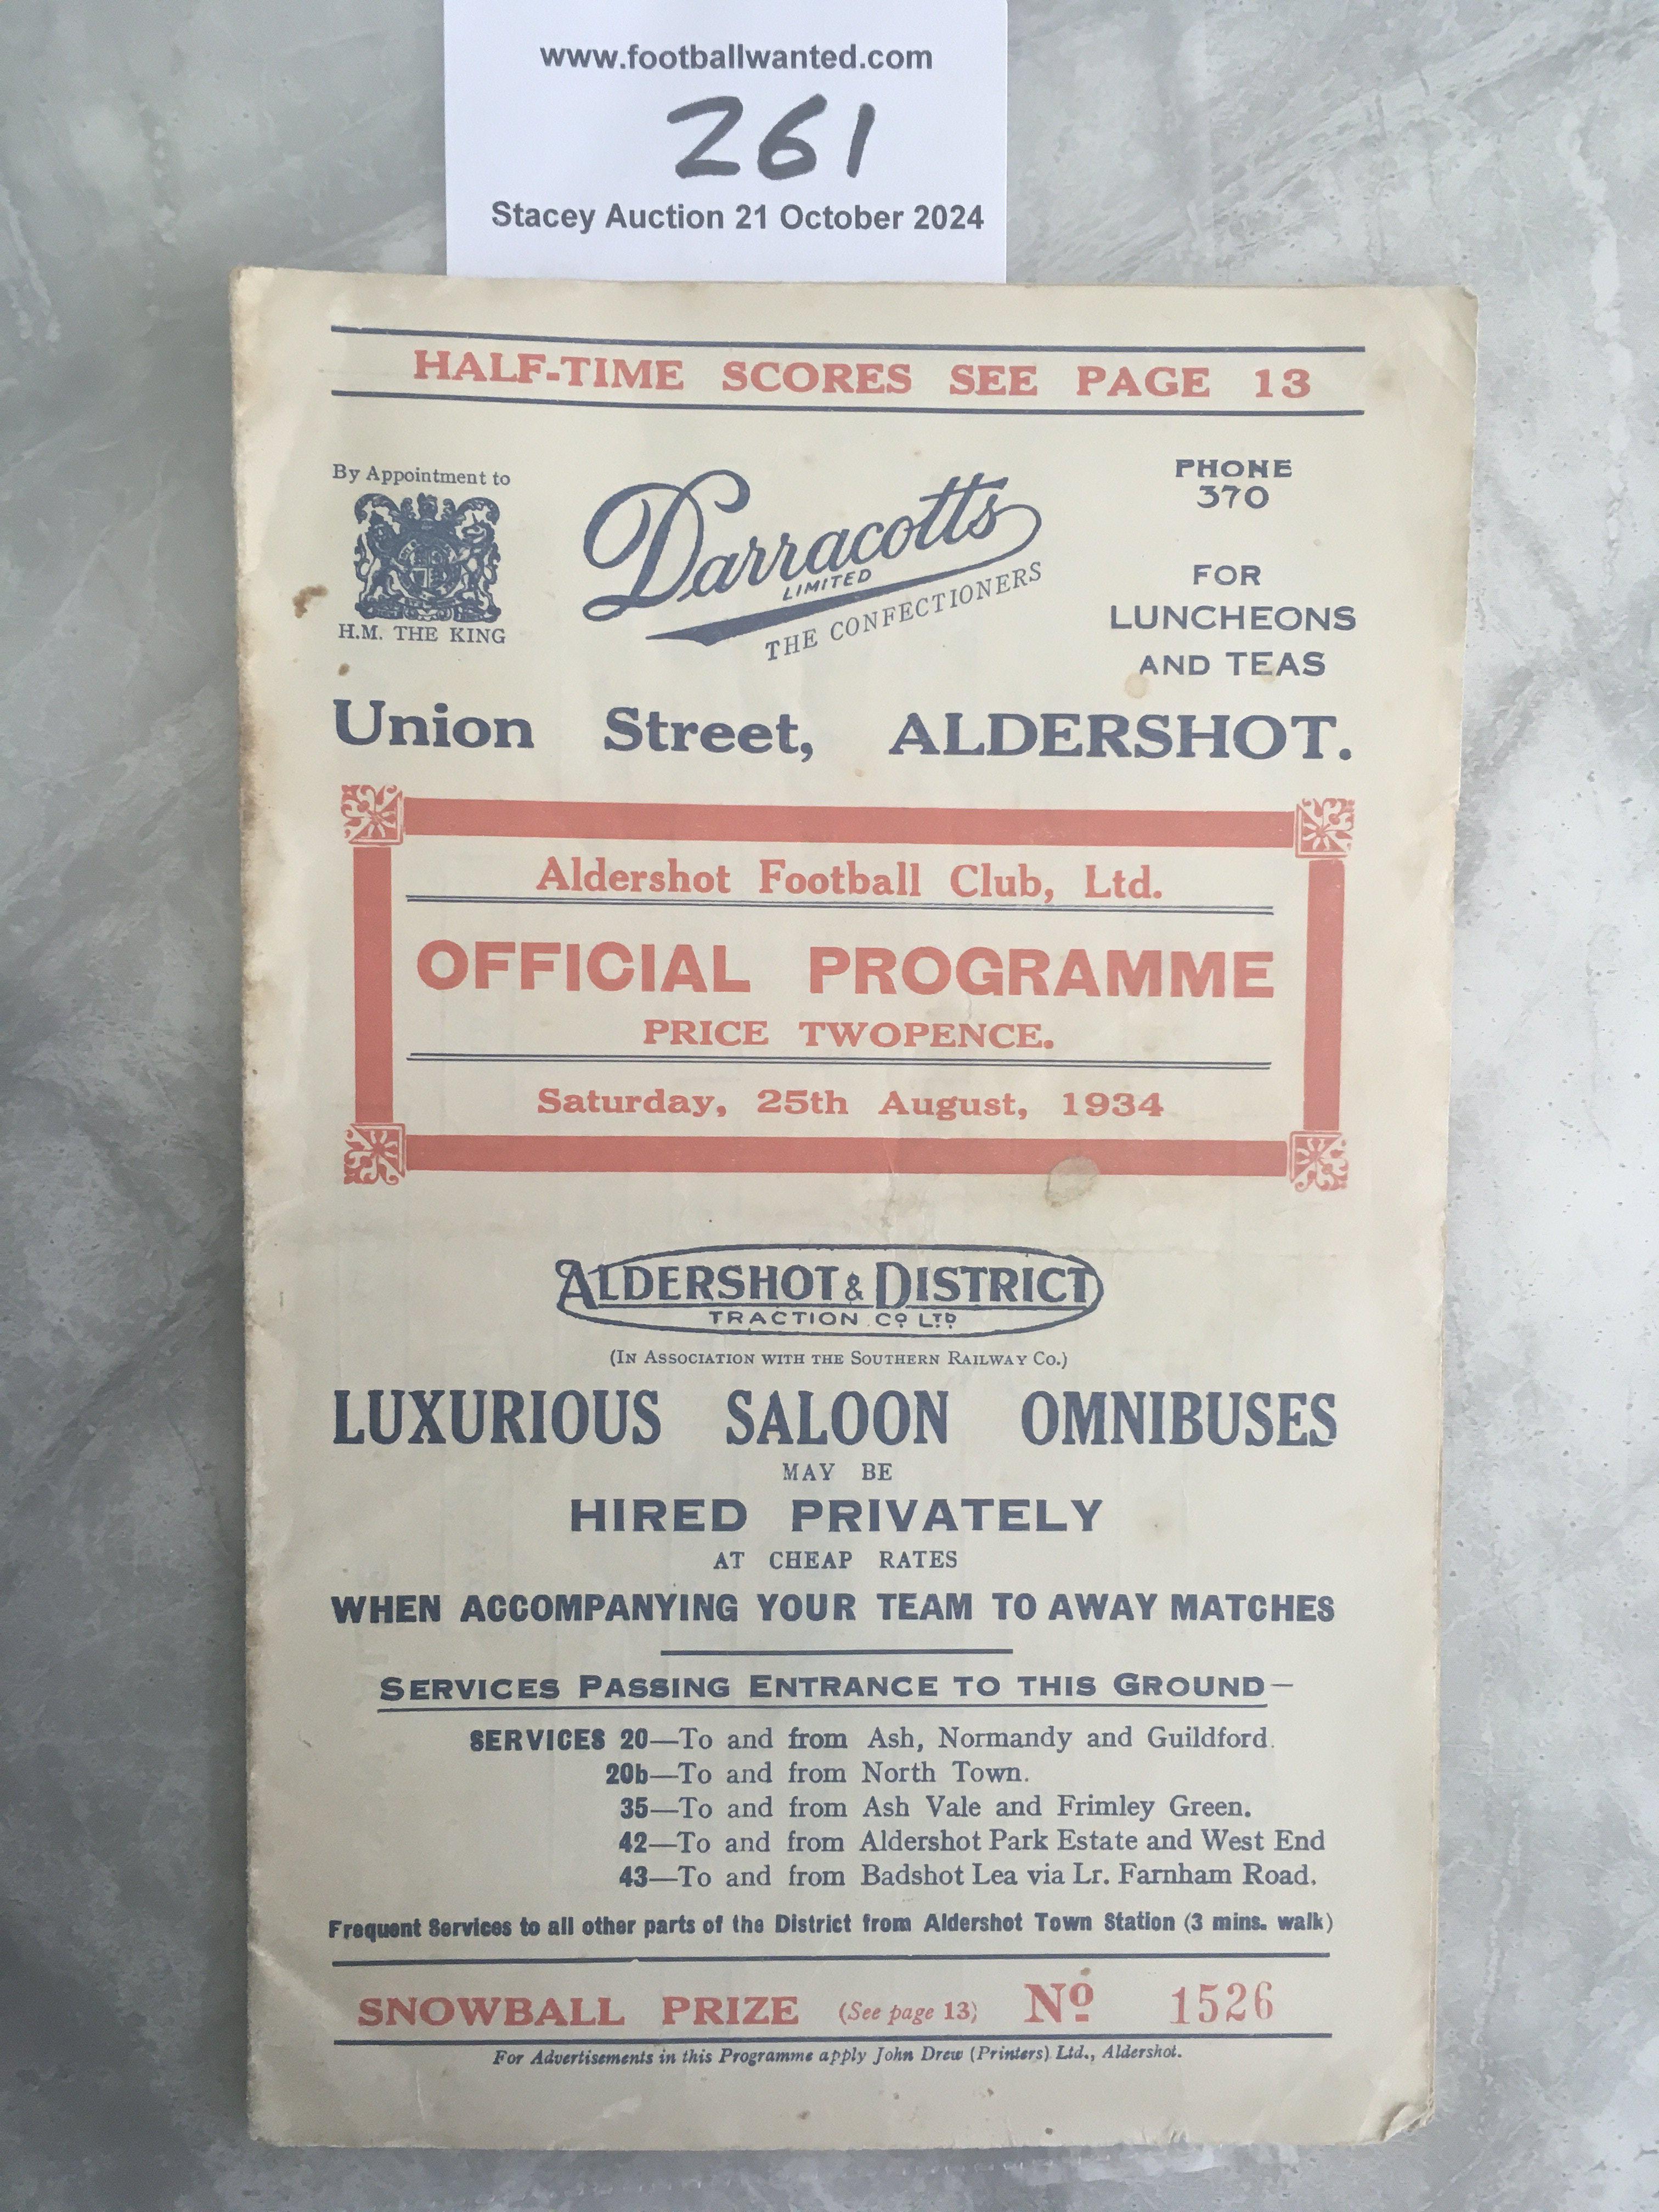 www.footballwanted.com
261
Stacey Auction 21 October 2024
HALF-TIME SCORES SEE PAGE 13
By Appointment to
H.M. THE KING
Darracotts
LIMITED
THE CONFECTIONERS
PHONE
370
FOR
LUNCHEONS
AND TEAS
Union Street, ALDERSHOT.
Aldershot Football Club, Ltd.
OFFICIAL PROGRAMME
PRICE TWOPENCE.
Saturday, 25th August, 1934
ALDERSHOT & DISTRICT
TRACTION CO LTD
(IN ASSOCIATION WITH THE SOUTHERN RAILWAY CO.)
LUXURIOUS SALOON OMNIBUSES
MAY BE
HIRED PRIVATELY
AT CHEAP RATES
WHEN ACCOMPANYING YOUR TEAM TO AWAY MATCHES
SERVICES PASSING ENTRANCE TO THIS GROUND—
SERVICES 20—To and from Ash, Normandy and Guildford.
20b—To and from North Town.
35—To and from Ash Vale and Frimley Green.
42—To and from Aldershot Park Estate and West End
43—To and from Badshot Lea via Lr. Farnham Road.
Frequent Services to all other parts of the District from Aldershot Town Station (3 mins. walk)
SNOWBALL PRIZE (See page 13) Nº 1526
For Advertisements in this Programme apply John Drew (Printers) Ltd., Aldershot.